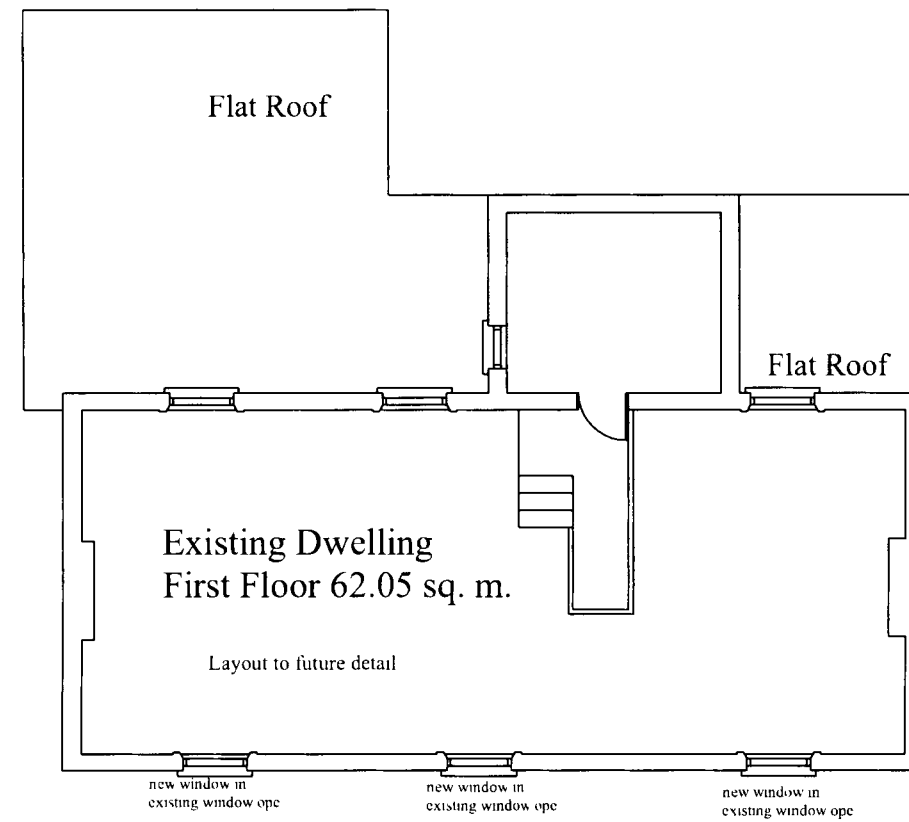 Flat Roof
Flat Roof
Existing Dwelling
First Floor 62.05 sq. m.
Layout to future detail
new window in
existing window ope
new window in
existing window ope
new window in
existing window ope